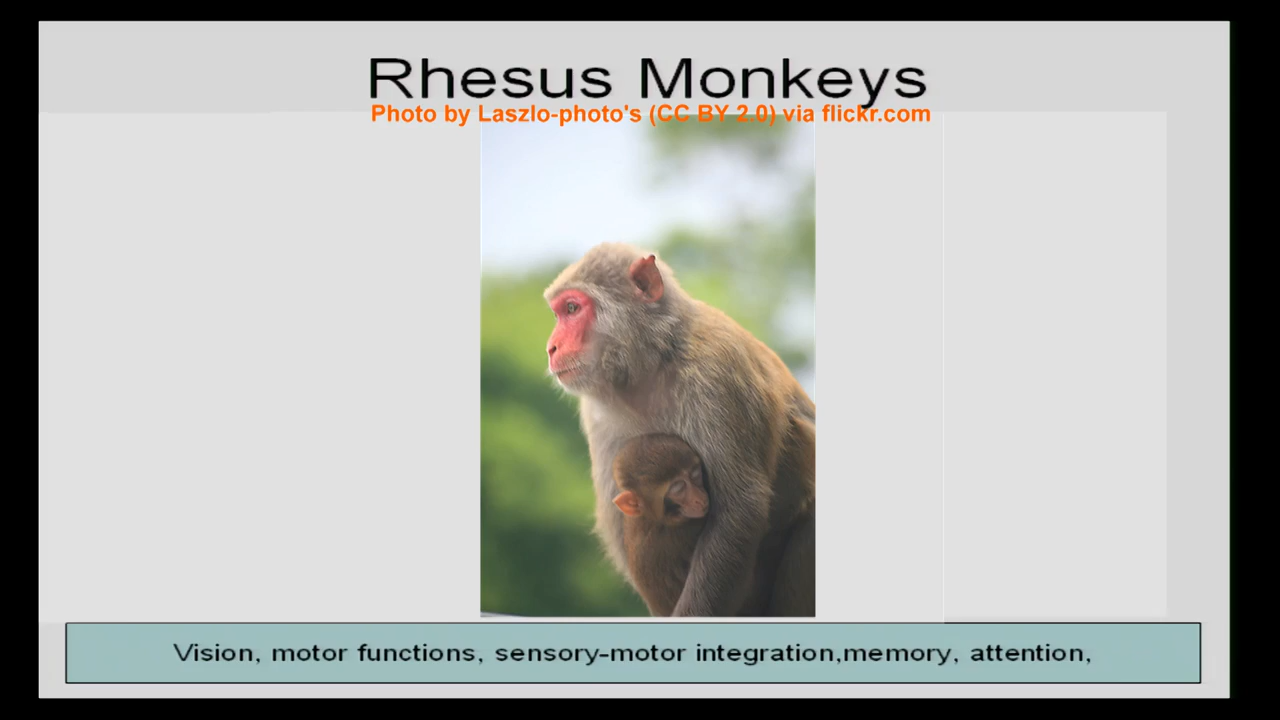 Rhesus Monkeys
Photo by Laszlo-photo's (CC BY 2.0) via flickr.com
Vision, motor functions, sensory-motor integration,memory, attention,